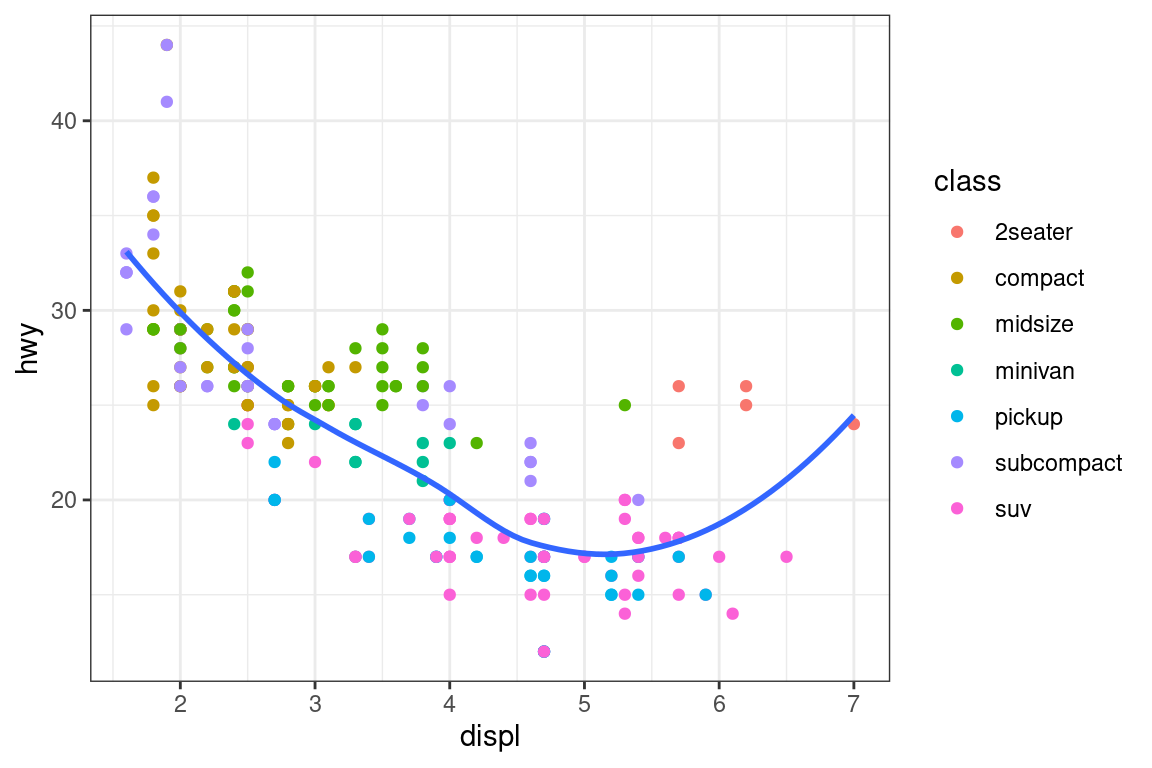 hwy
40
30
20
2 3 4 5 6 7
displ
class
2seater
compact
midsize
minivan
pickup
subcompact
suv